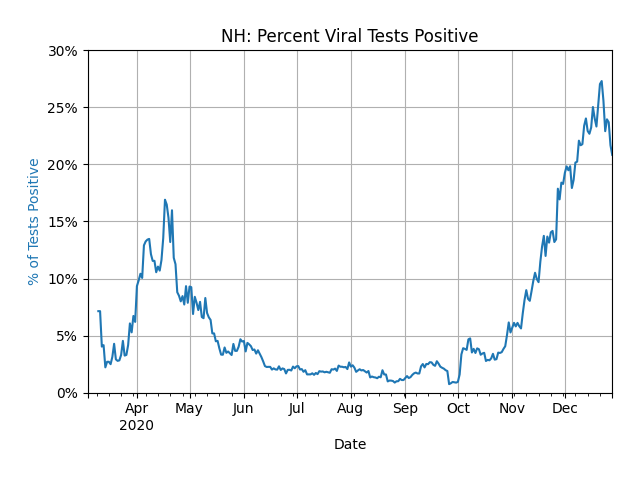 NH: Percent Viral Tests Positive
30%
25%
20%
15%
10%
5%
0%
% of Tests Positive
Apr May Jun Jul Aug Sep Oct Nov Dec
2020
Date